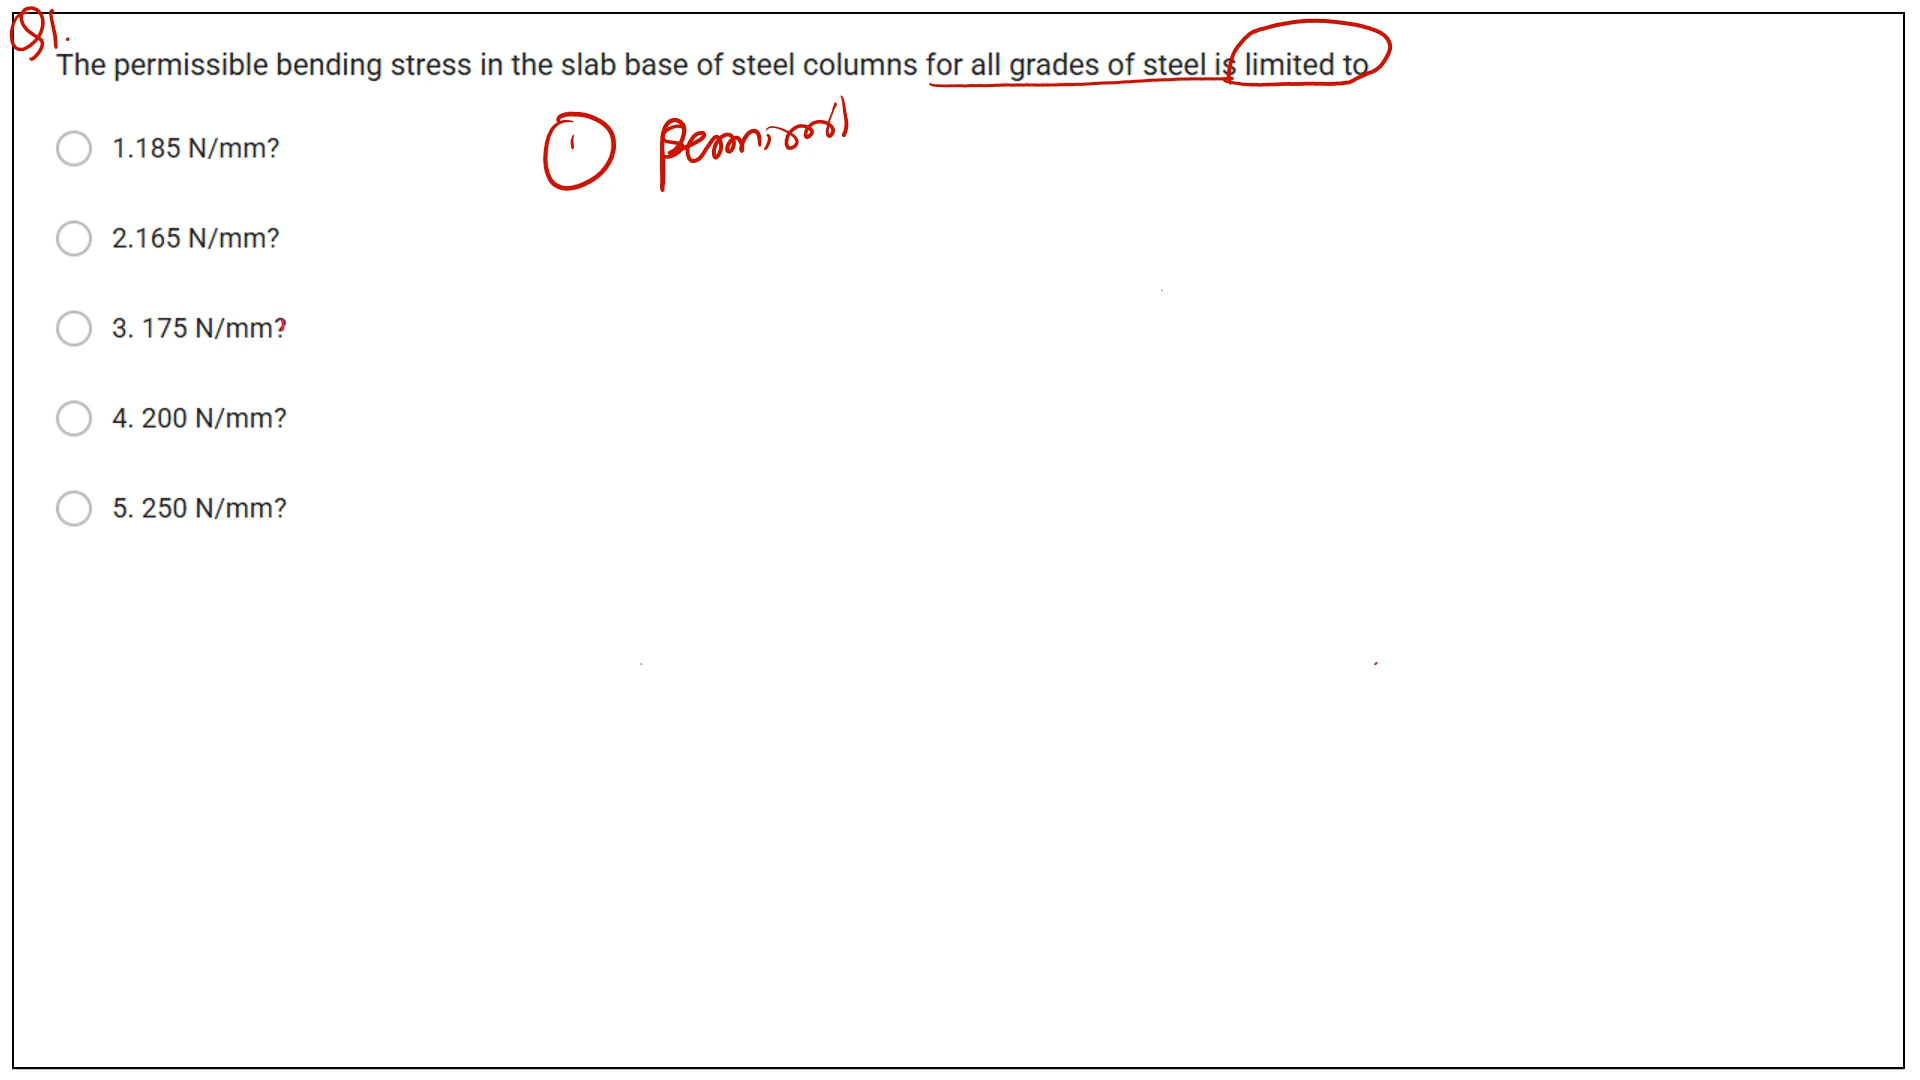 Q1.
The permissible bending stress in the slab base of steel columns for all grades of steel is limited to
1
1.185 N/mm?
2.165 N/mm?
3. 175 N/mm?
4. 200 N/mm?
5. 250 N/mm?